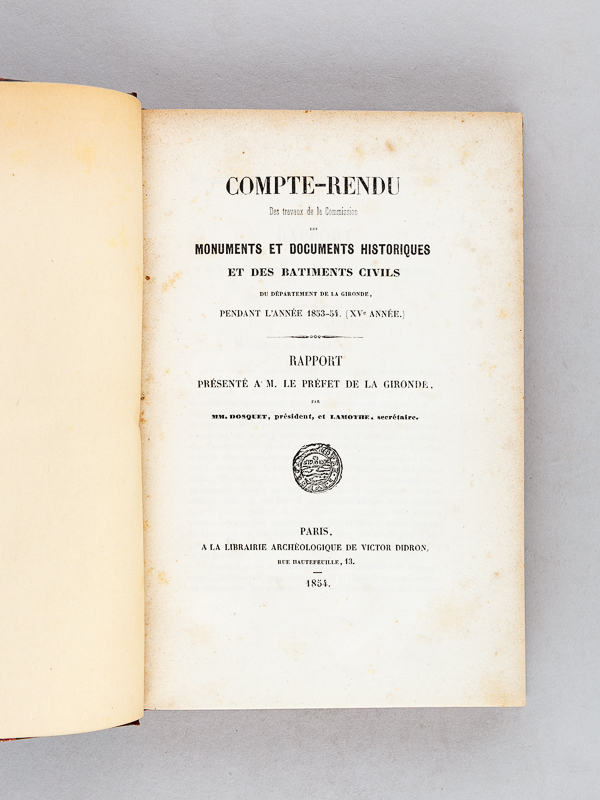 COMPTE-RENDU
Des travaux de la Commission
DES
MONUMENTS ET DOCUMENTS HISTORIQUES
ET DES BATIMENTS CIVILS
DU DÉPARTEMENT DE LA GIRONDE,
PENDANT L'ANNÉE 1853-54. (XVe ANNÉE.)
RAPPORT
PRÉSENTÉ A M. LE PRÉFET DE LA GIRONDE,
PAR
MM. DOSQUET, président, et LAMOTHE, secrétaire.
PARIS,
A LA LIBRAIRIE ARCHÉOLOGIQUE DE VICTOR DIDRON,
RUE HAUTEFEUILLE, 13.
1854.